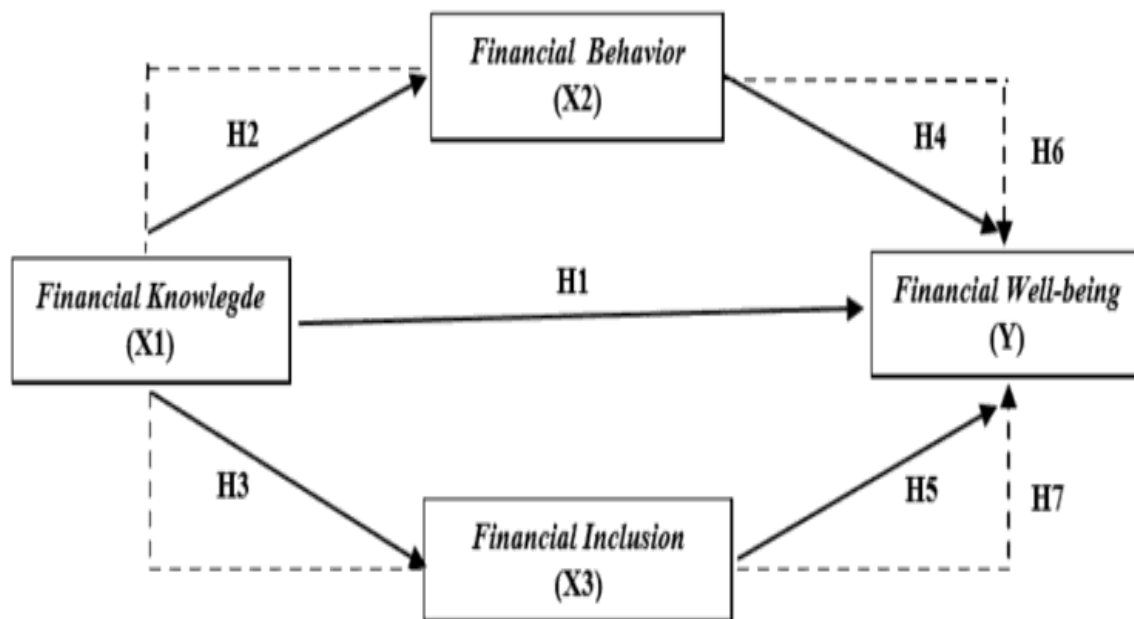 Financial Behavior
(X2)
H2
H4
H6
Financial Knowlegde
(X1)
H1
Financial Well-being
(Y)
H3
H5
H7
Financial Inclusion
(X3)